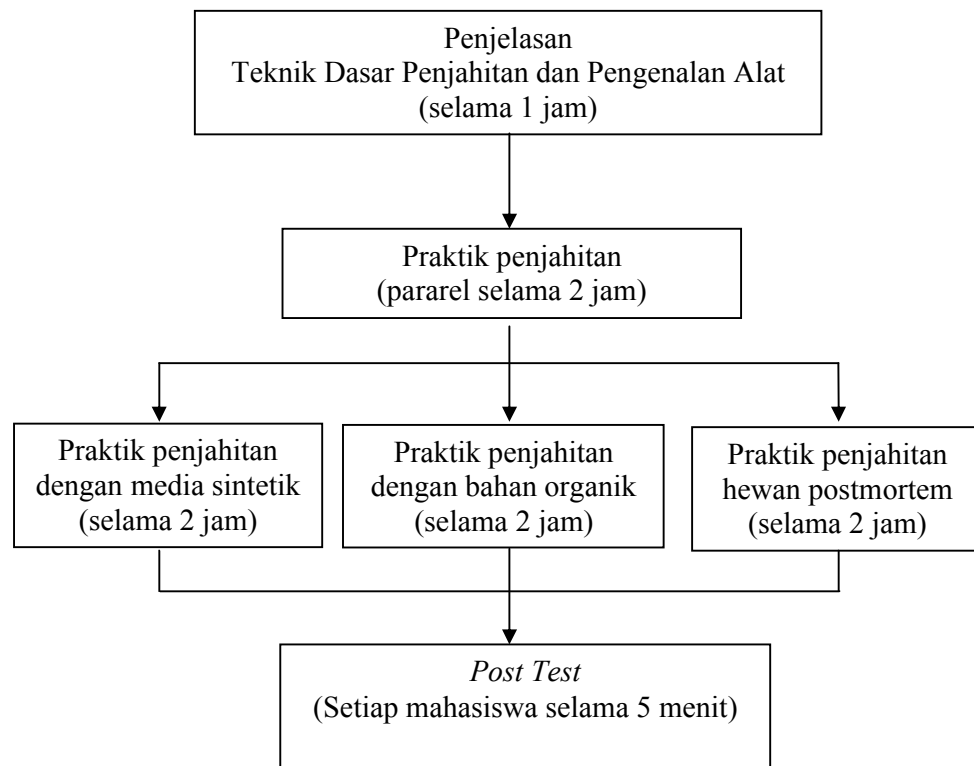 Penjelasan
Teknik Dasar Penjahitan dan Pengenalan Alat
(selama 1 jam)
Praktik penjahitan
(pararel selama 2 jam)
Praktik penjahitan
dengan media sintetik
(selama 2 jam)
Praktik penjahitan
dengan bahan organik
(selama 2 jam)
Praktik penjahitan
hewan postmortem
(selama 2 jam)
Post Test
(Setiap mahasiswa selama 5 menit)